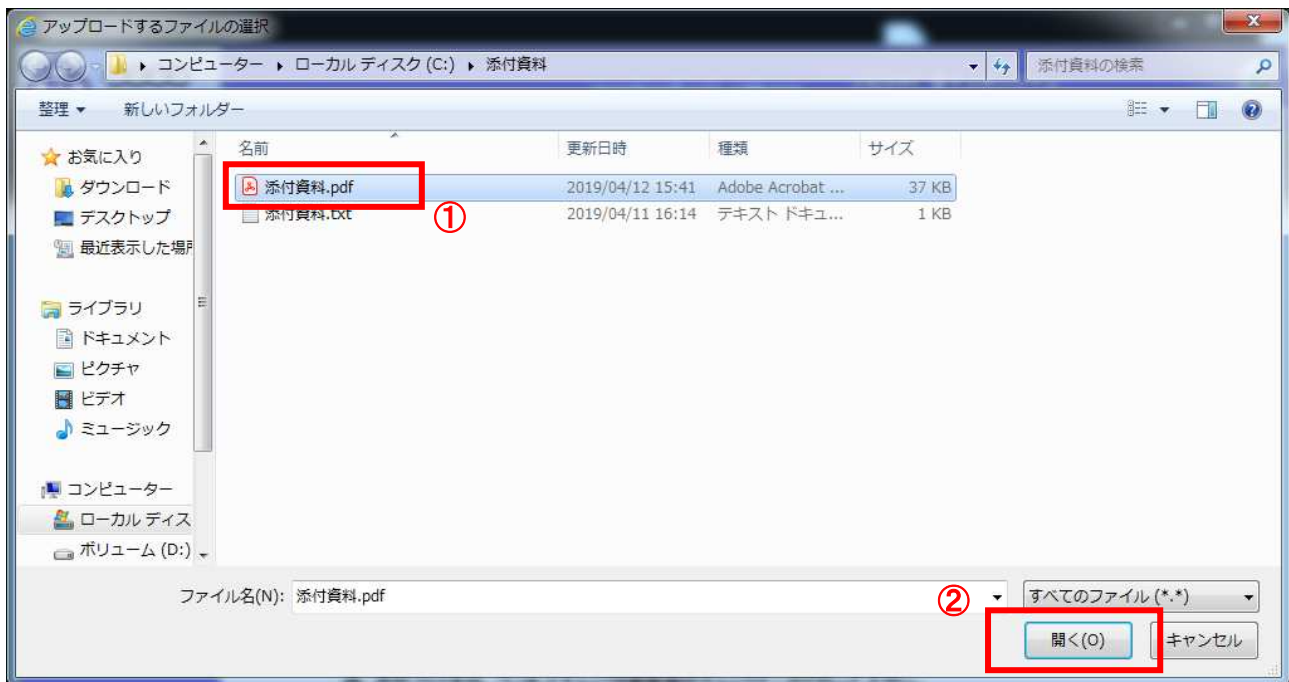 アップロードするファイルの選択
コンピューター ▸ ローカル ディスク (C:) ▸ 添付資料
添付資料の検索
整理 ▼ 新しいフォルダー
お気に入り
ダウンロード
デスクトップ
最近表示した場所
ライブラリ
ドキュメント
ピクチャ
ビデオ
ミュージック
コンピューター
ローカル ディス
ボリューム (D:)
名前 更新日時 種類 サイズ
添付資料.pdf 2019/04/12 15:41 Adobe Acrobat ... 37 KB
①
添付資料.txt 2019/04/11 16:14 テキスト ドキュ... 1 KB
ファイル名(N): 添付資料.pdf
②
すべてのファイル (*.*)
開く(O) キャンセル